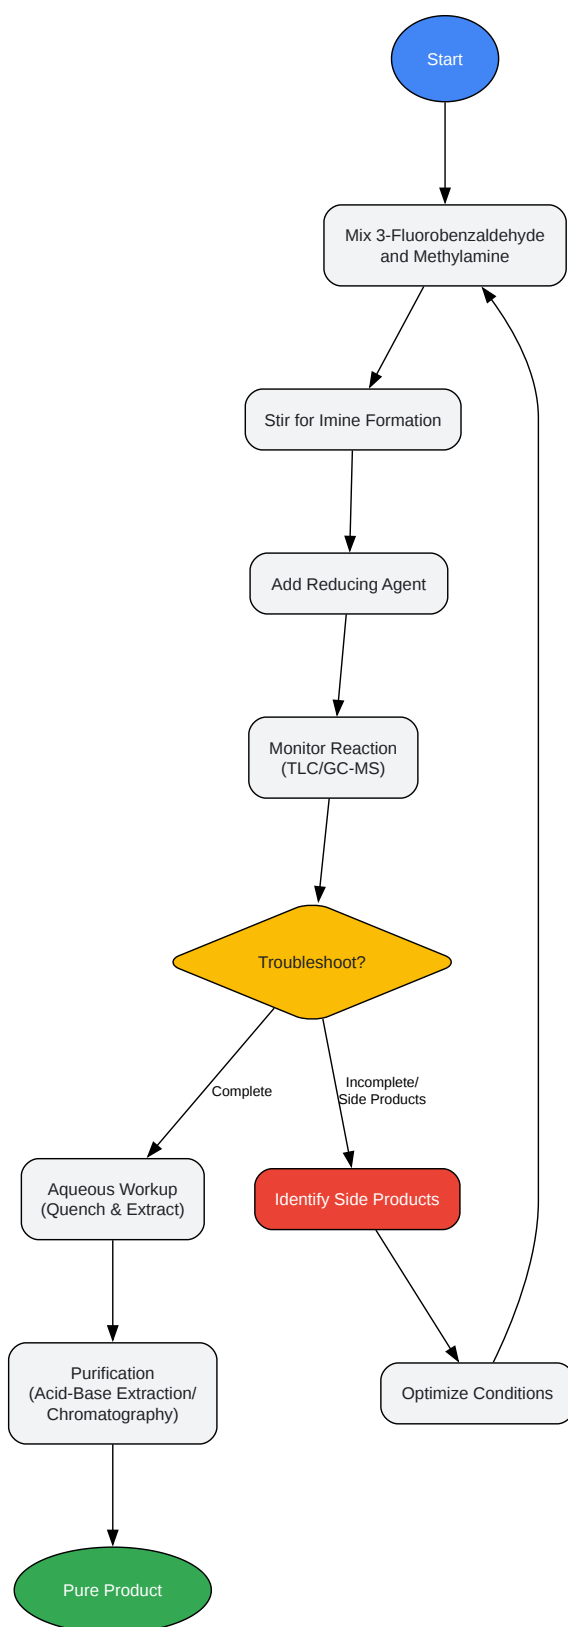 Start
Mix 3-Fluorobenzaldehyde
and Methylamine
Stir for Imine Formation
Add Reducing Agent
Monitor Reaction
(TLC/GC-MS)
Troubleshoot?
Complete
Incomplete/
Side Products
Aqueous Workup
(Quench & Extract)
Identify Side Products
Purification
(Acid-Base Extraction/
Chromatography)
Optimize Conditions
Pure Product